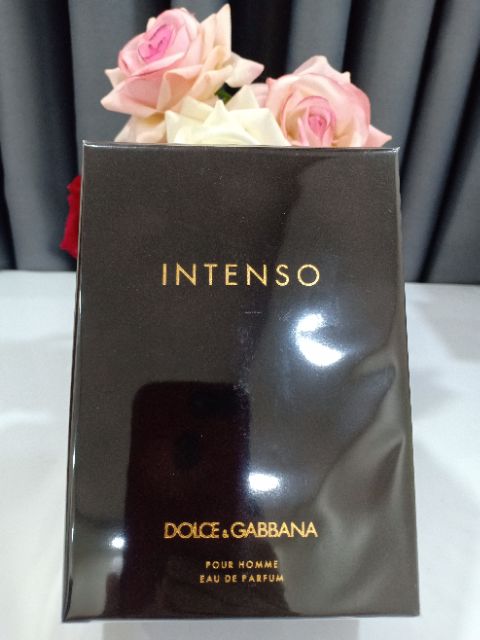 INTENSO
DOLCE & GABBANA
POUR HOMME
EAU DE PARFUM